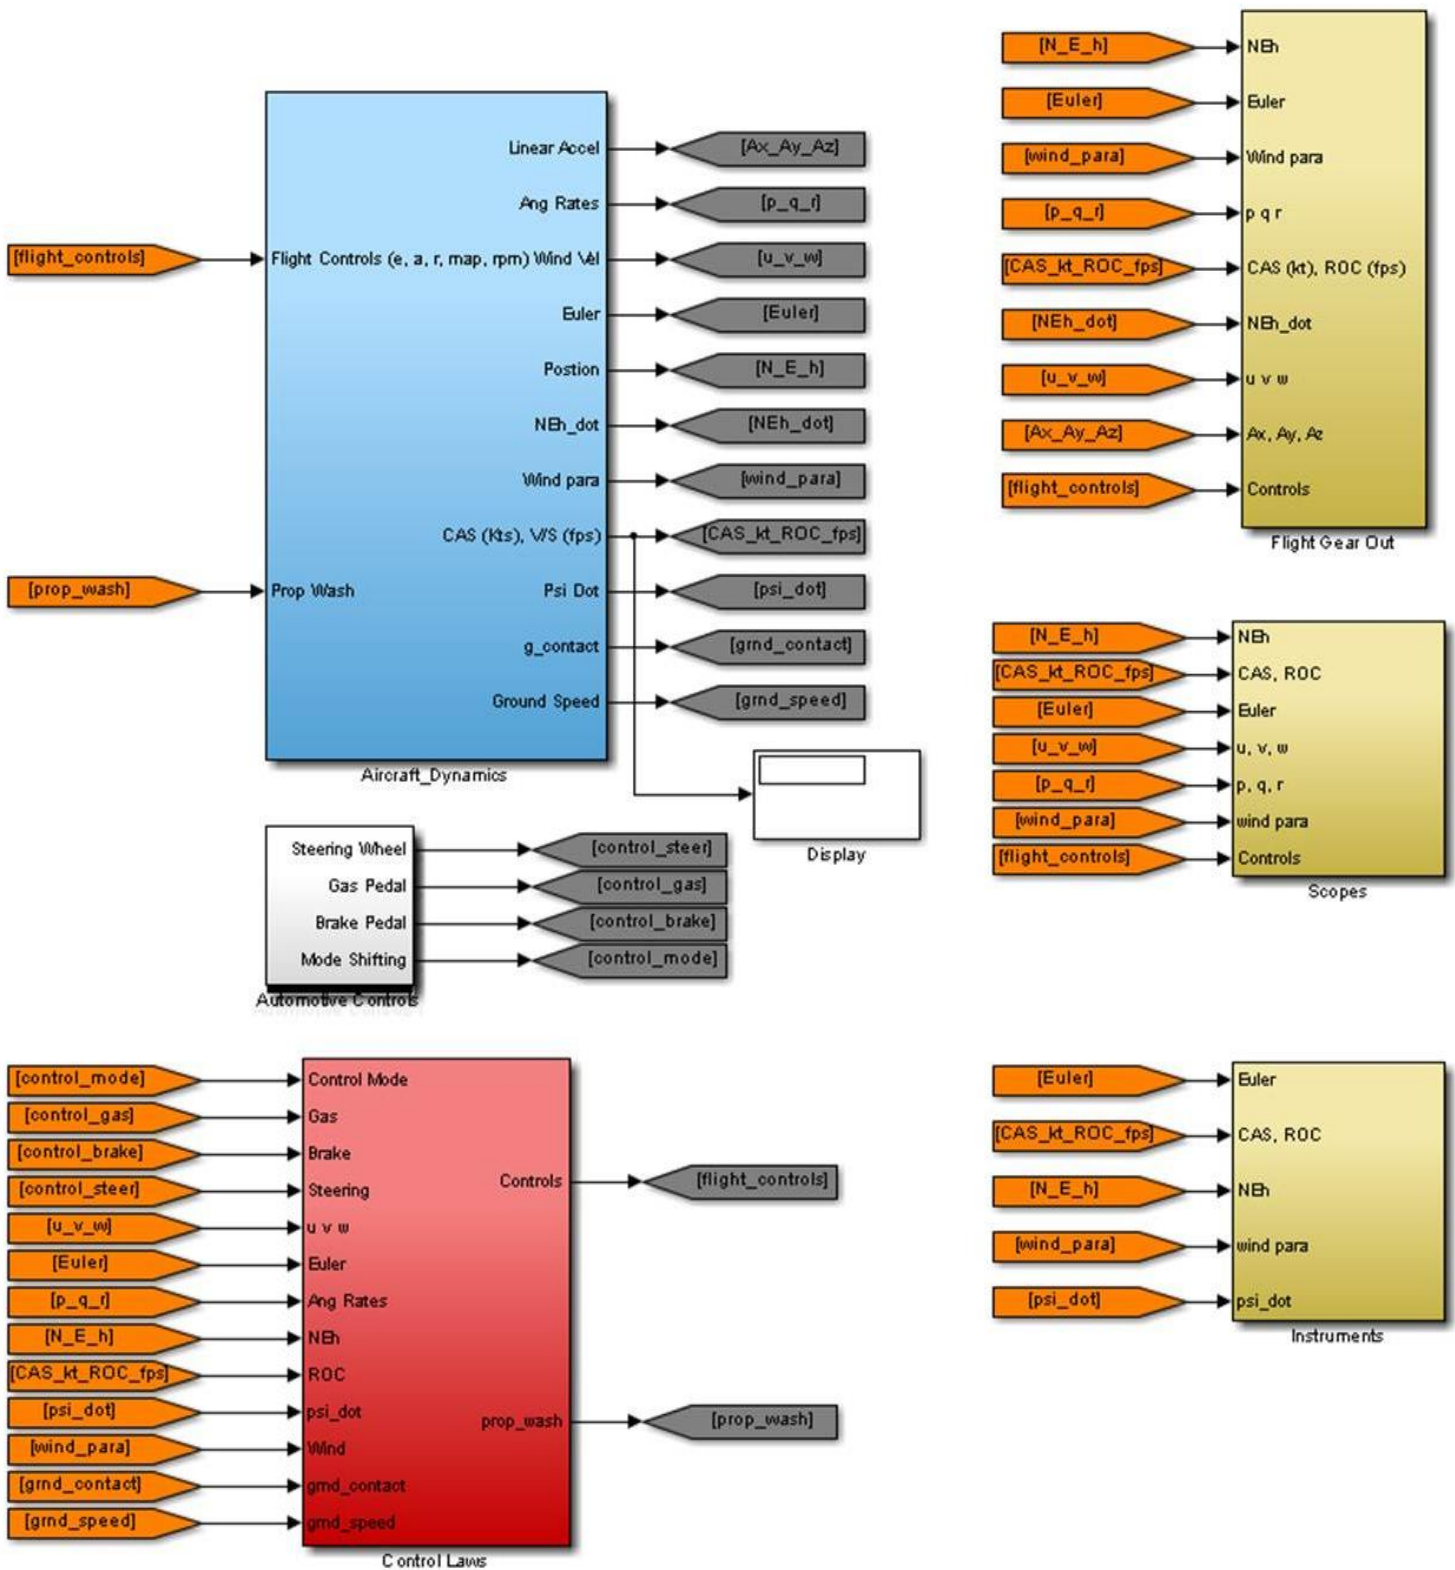 [flight_controls]
[prop_wash]
Flight Controls (e, a, r, map, rpm)
Prop Wash
Linear Accel
Ang Rates
Wind Vel
Euler
Postion
NEh_dot
Wind para
CAS (Kts), V/S (fps)
Psi Dot
g_contact
Ground Speed
Aircraft_Dynamics
[Ax_Ay_Az]
[p_q_r]
[u_v_w]
[Euler]
[N_E_h]
[NEh_dot]
[wind_para]
[CAS_kt_ROC_fps]
[psi_dot]
[grnd_contact]
[grnd_speed]
Display
Steering Wheel
Gas Pedal
Brake Pedal
Mode Shifting
Automotive Controls
[control_steer]
[control_gas]
[control_brake]
[control_mode]
[control_mode]
[control_gas]
[control_brake]
[control_steer]
[u_v_w]
[Euler]
[p_q_r]
[N_E_h]
[CAS_kt_ROC_fps]
[psi_dot]
[wind_para]
[grnd_contact]
[grnd_speed]
Control Mode
Gas
Brake
Steering
u v w
Euler
Ang Rates
NEh
ROC
psi_dot
Wind
grnd_contact
grnd_speed
Controls
prop_wash
Control Laws
[flight_controls]
[prop_wash]
[N_E_h]
[Euler]
[wind_para]
[p_q_r]
[CAS_kt_ROC_fps]
[NEh_dot]
[u_v_w]
[Ax_Ay_Az]
[flight_controls]
NEh
Euler
Wind para
p q r
CAS (kt), ROC (fps)
NEh_dot
u v w
Ax, Ay, Az
Controls
Flight Gear Out
[N_E_h]
[CAS_kt_ROC_fps]
[Euler]
[u_v_w]
[p_q_r]
[wind_para]
[flight_controls]
NEh
CAS, ROC
Euler
u, v, w
p, q, r
wind para
Controls
Scopes
[Euler]
[CAS_kt_ROC_fps]
[N_E_h]
[wind_para]
[psi_dot]
Euler
CAS, ROC
NEh
wind para
psi_dot
Instruments